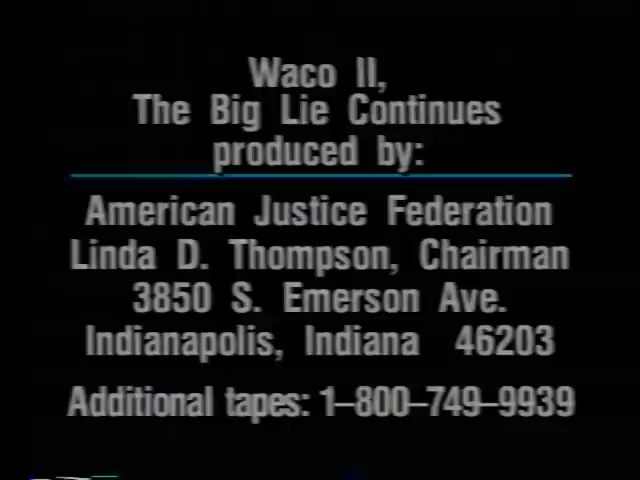 Waco II,
The Big Lie Continues
produced by:
American Justice Federation
Linda D. Thompson, Chairman
3850 S. Emerson Ave.
Indianapolis, Indiana 46203
Additional tapes: 1–800–749–9939